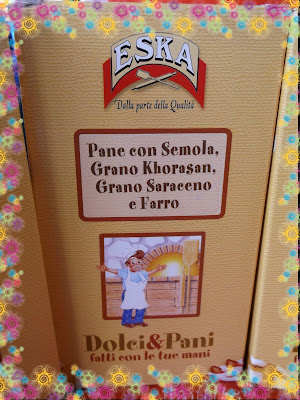 ESKA
Dalla parte della Qualità
Pane con Semola,
Grano Khorasan,
Grano Saraceno
e Farro
Dolci&Pani
fatti con le tue mani